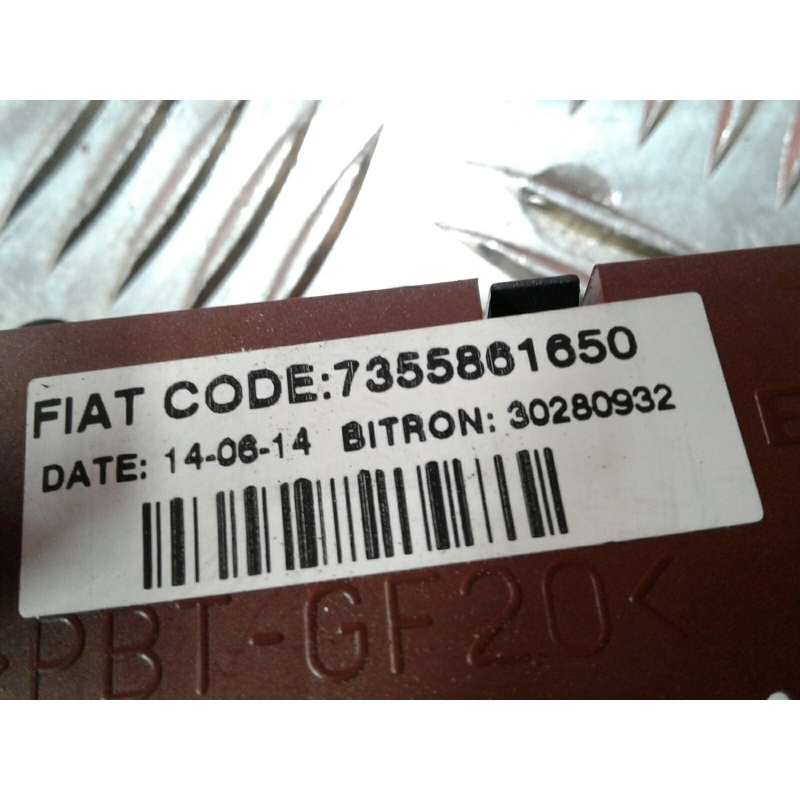 FIAT CODE:7355861650
DATE: 14-06-14 BITRON: 30280932
>PBT-GF20<